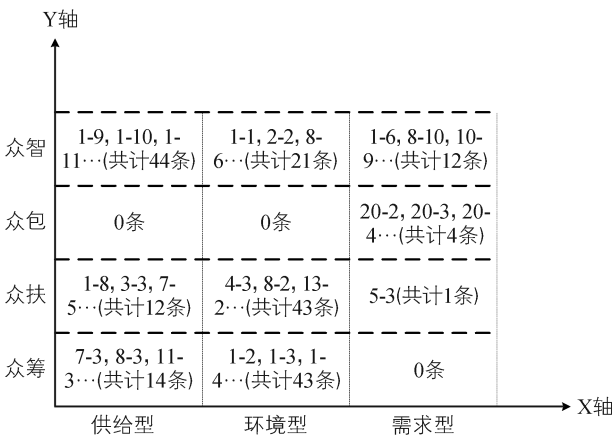 Y轴
众智
1-9, 1-10, 1-
11…(共计44条)
1-1, 2-2, 8-
6…(共计21条)
1-6, 8-10, 10-
9…(共计12条)
众包
0条
0条
20-2, 20-3, 20-
4…(共计4条)
众扶
1-8, 3-3, 7-
5…(共计12条)
4-3, 8-2, 13-
2…(共计43条)
5-3(共计1条)
众筹
7-3, 8-3, 11-
3…(共计14条)
1-2, 1-3, 1-
4…(共计43条)
0条
X轴
供给型
环境型
需求型